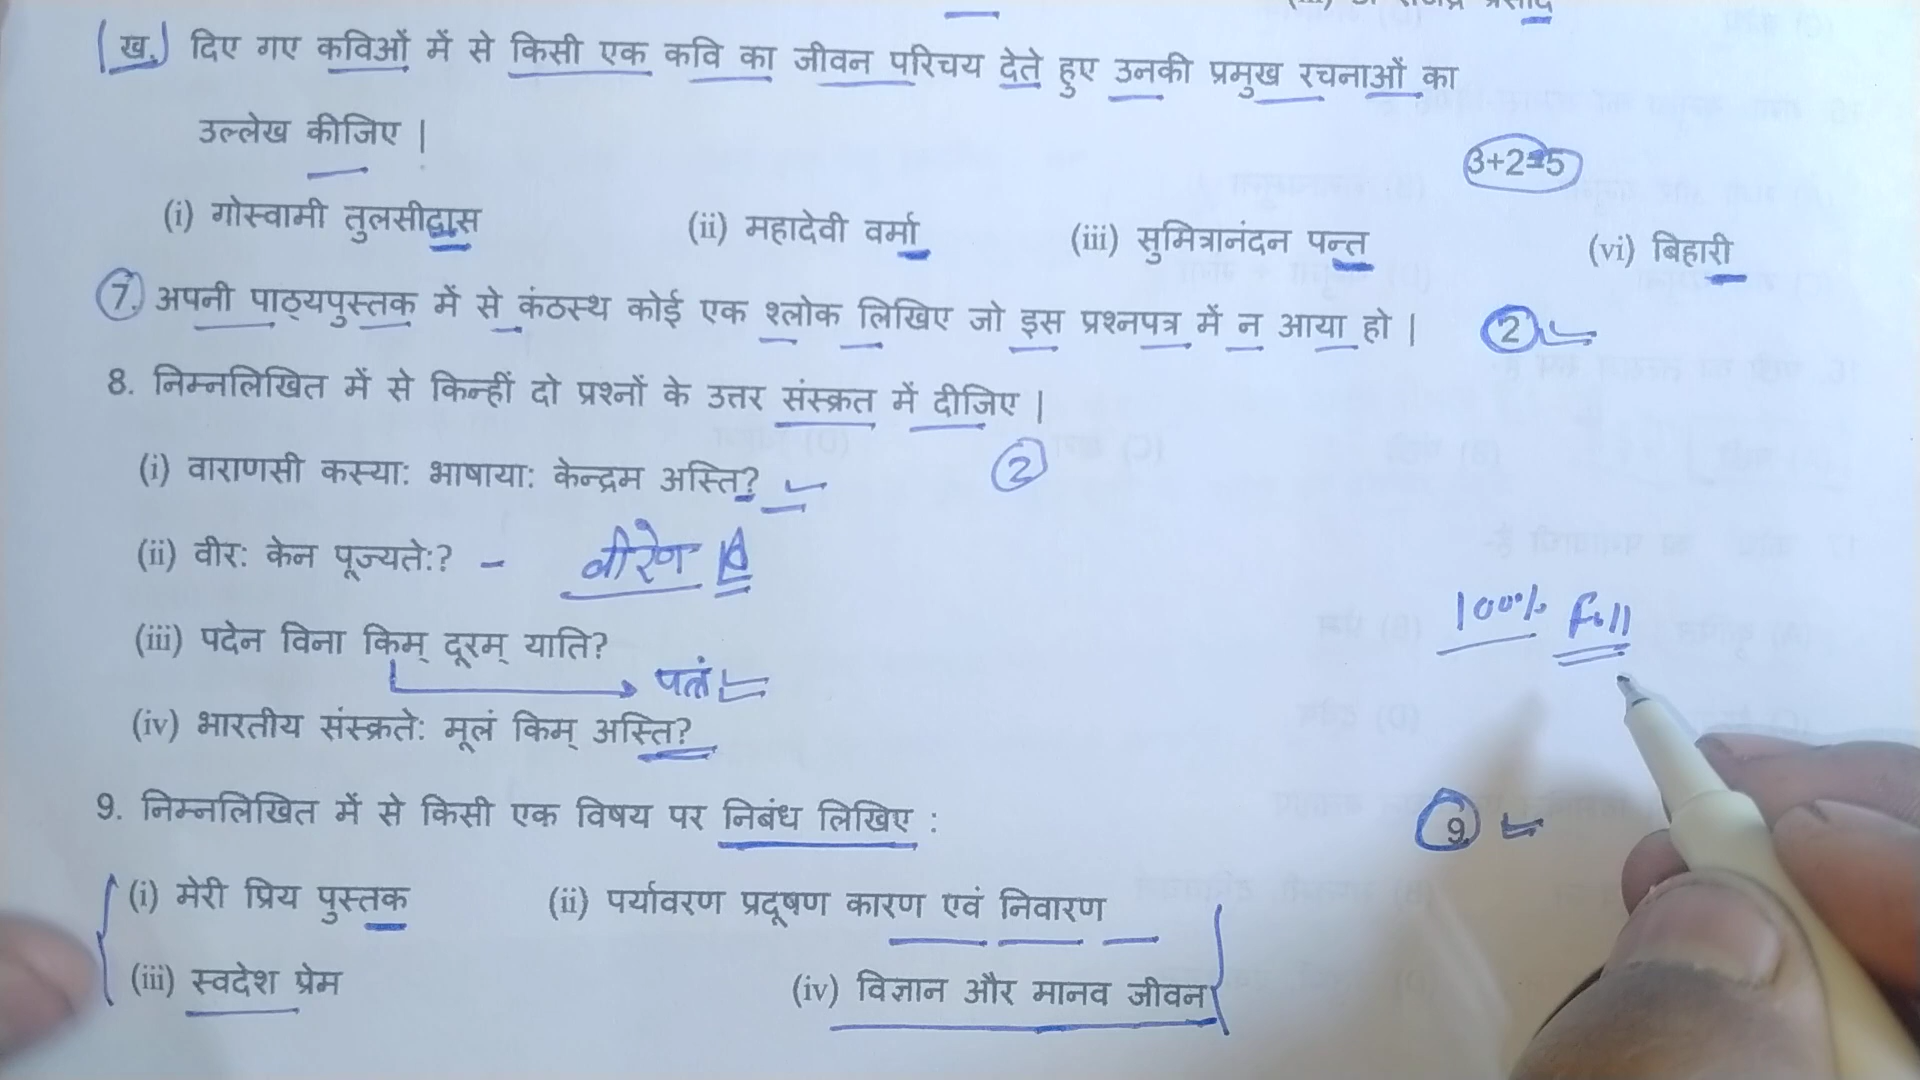 प्रसाद
(ख.) दिए गए कविओं में से किसी एक कवि का जीवन परिचय देते हुए उनकी प्रमुख रचनाओं का
उल्लेख कीजिए |
3+2=5
(i) गोस्वामी तुलसीदास (ii) महादेवी वर्मा (iii) सुमित्रानंदन पन्त (vi) बिहारी
7. अपनी पाठ्यपुस्तक में से कंठस्थ कोई एक श्लोक लिखिए जो इस प्रश्नपत्र में न आया हो | 2
8. निम्नलिखित में से किन्हीं दो प्रश्नों के उत्तर संस्क्रत में दीजिए |
(i) वाराणसी कस्या: भाषाया: केन्द्रम अस्ति? 2
(ii) वीर: केन पूज्यते:? - वीरेण
(iii) पदेन विना किम् दूरम् याति?
100% full
(iv) भारतीय संस्क्रते: मूलं किम् अस्ति?
9. निम्नलिखित में से किसी एक विषय पर निबंध लिखिए : 9
(i) मेरी प्रिय पुस्तक (ii) पर्यावरण प्रदूषण कारण एवं निवारण
(iii) स्वदेश प्रेम (iv) विज्ञान और मानव जीवन